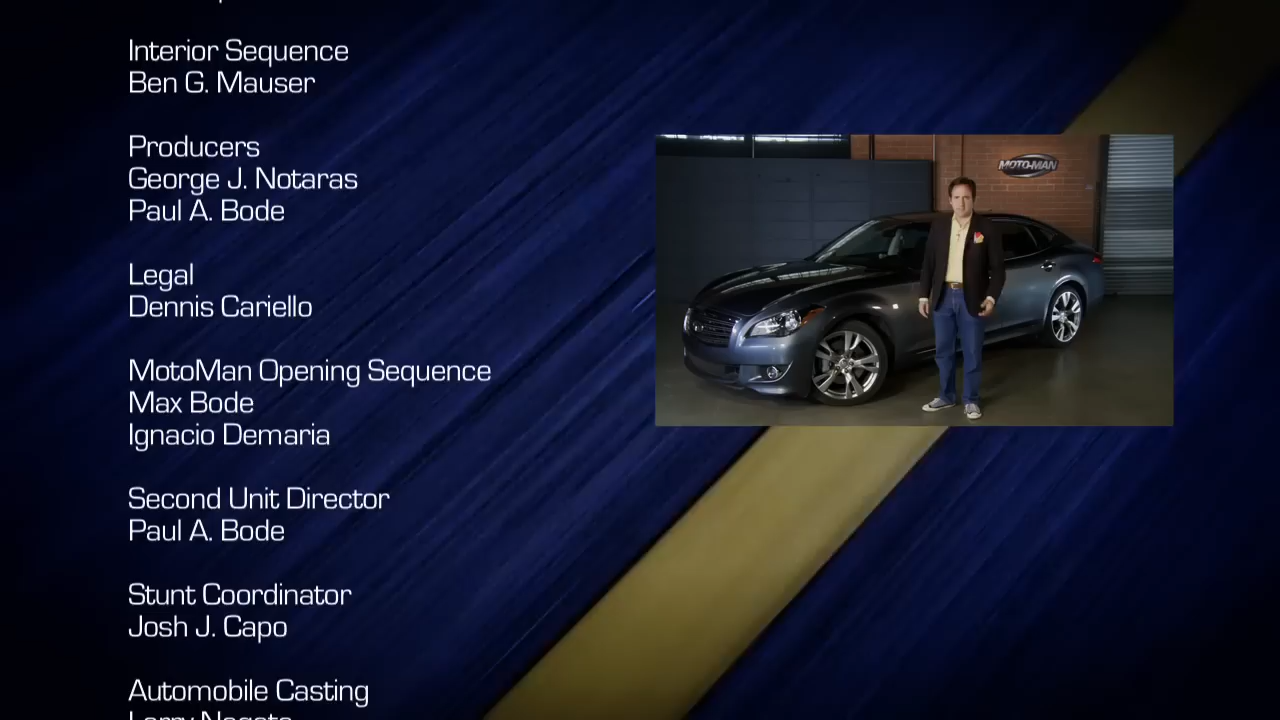 Interior Sequence
Ben G. Mauser
Producers
George J. Notaras
Paul A. Bode
Legal
Dennis Cariello
MotoMan Opening Sequence
Max Bode
Ignacio Demaria
Second Unit Director
Paul A. Bode
Stunt Coordinator
Josh J. Capo
Automobile Casting
MOTO-MAN